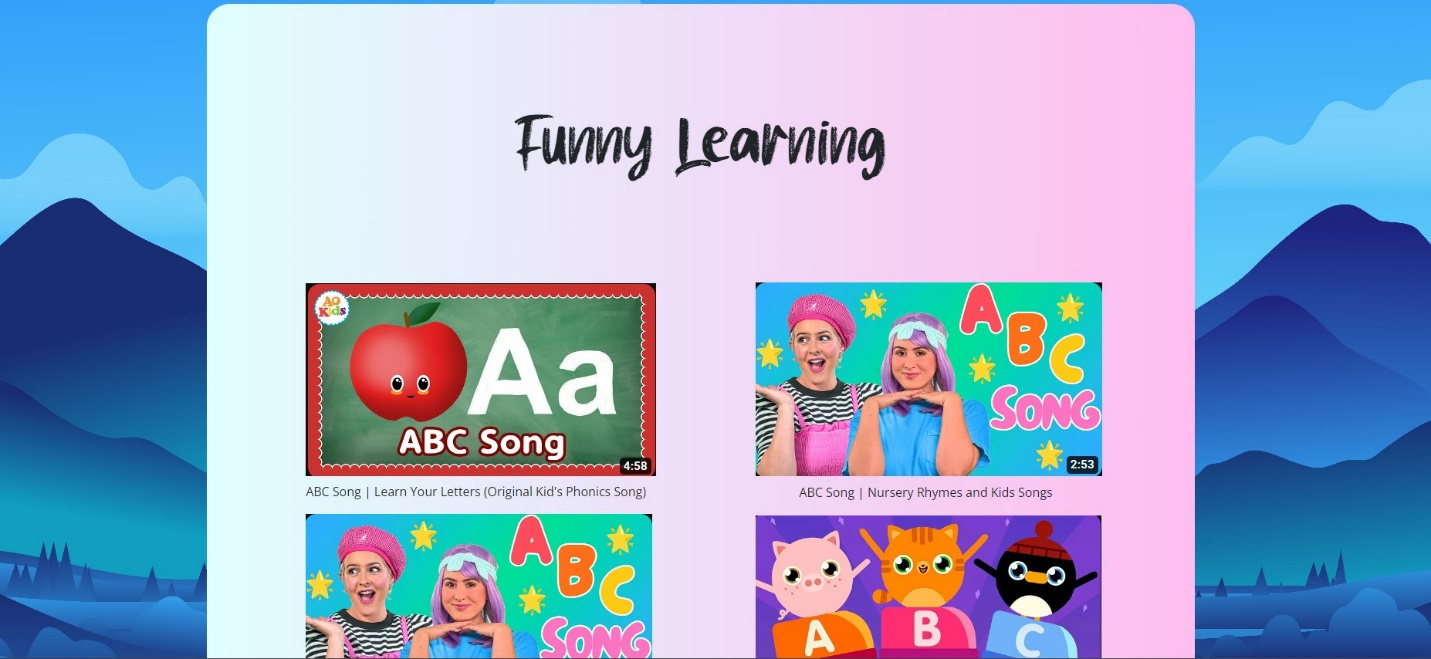 Funny Learning
AO
Kids
Aa
ABC Song
4:58
A
B
C
SONG
2:53
ABC Song | Learn Your Letters (Original Kid's Phonics Song)
ABC Song | Nursery Rhymes and Kids Songs
A
B
C
SONG
A
B
C